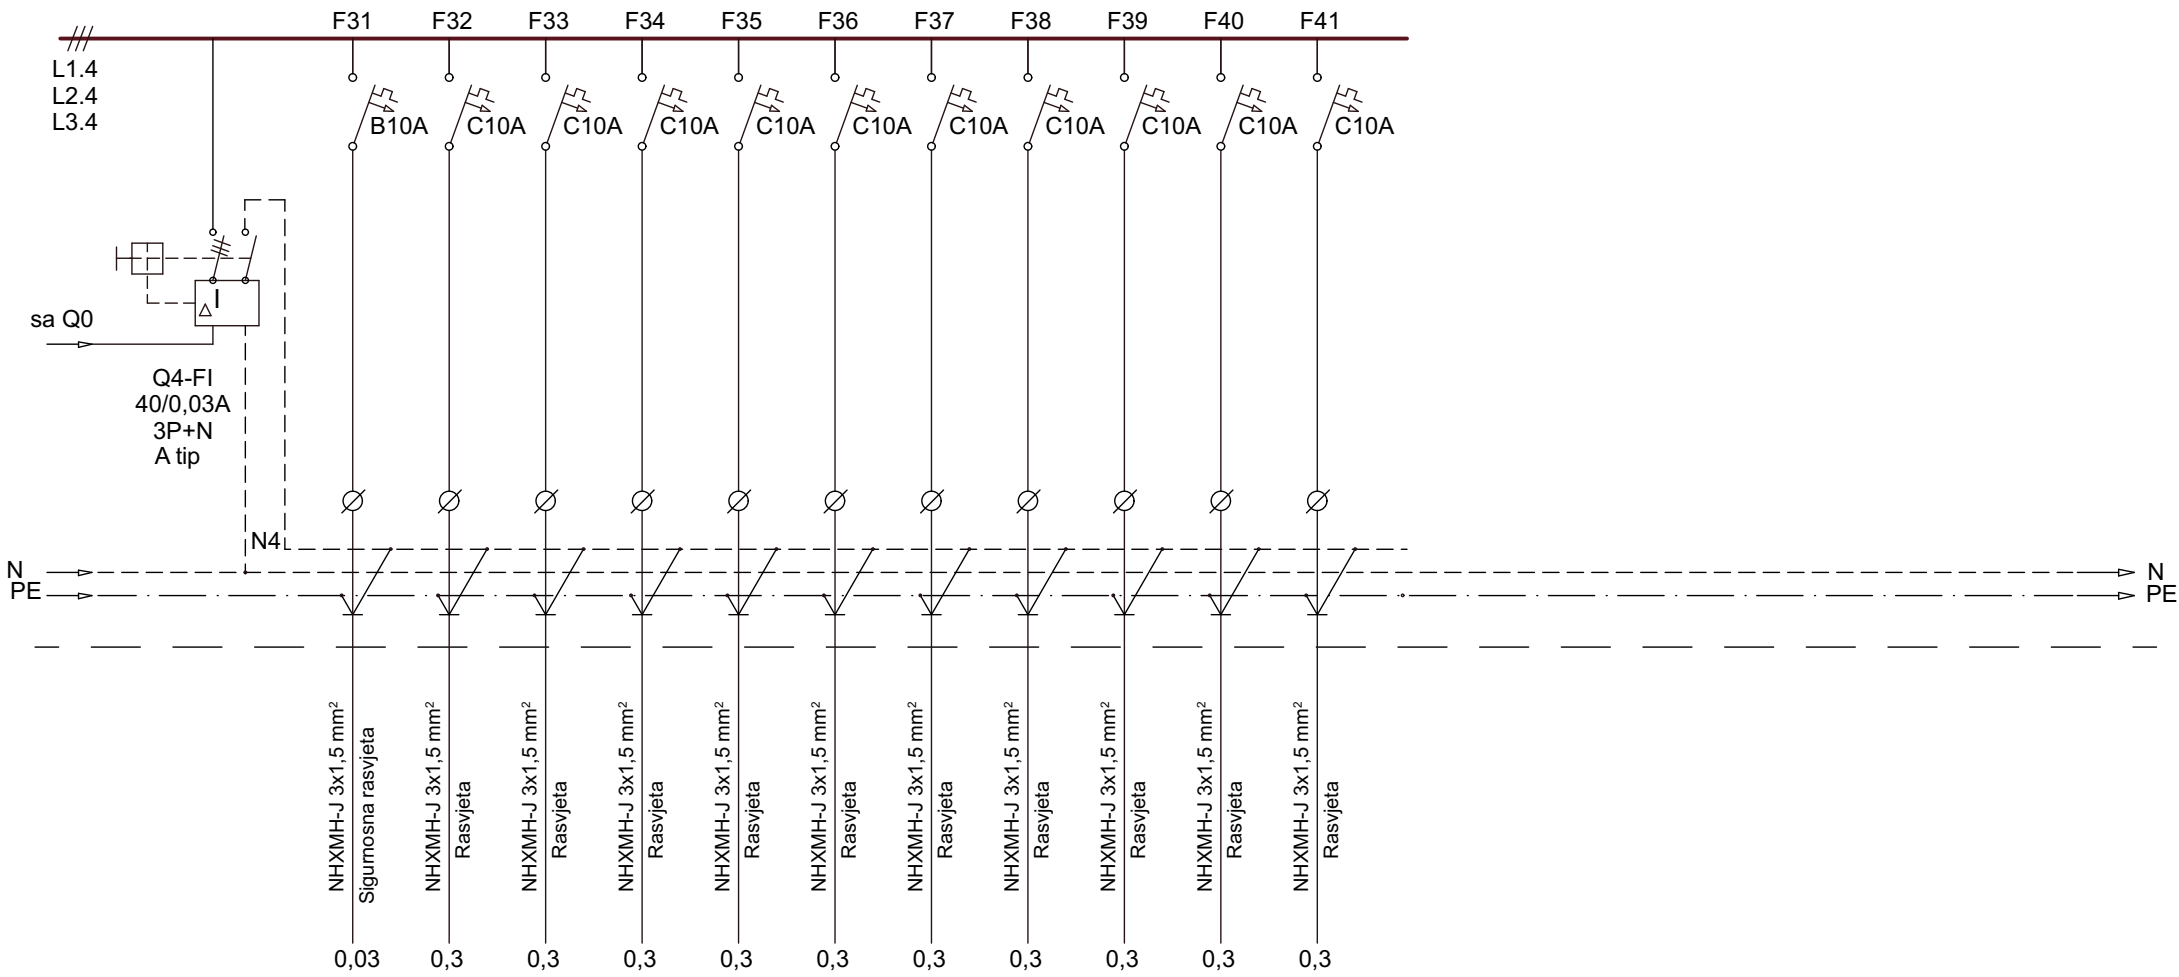 F31 F32 F33 F34 F35 F36 F37 F38 F39 F40 F41
L1.4
L2.4
L3.4
B10A C10A C10A C10A C10A C10A C10A C10A C10A C10A C10A
I
sa Q0
Q4-FI
40/0,03A
3P+N
A tip
N4
N N
PE PE
NHXMH-J 3x1,5 mm²
Sigurnosna rasvjeta
NHXMH-J 3x1,5 mm²
Rasvjeta
NHXMH-J 3x1,5 mm²
Rasvjeta
NHXMH-J 3x1,5 mm²
Rasvjeta
NHXMH-J 3x1,5 mm²
Rasvjeta
NHXMH-J 3x1,5 mm²
Rasvjeta
NHXMH-J 3x1,5 mm²
Rasvjeta
NHXMH-J 3x1,5 mm²
Rasvjeta
NHXMH-J 3x1,5 mm²
Rasvjeta
NHXMH-J 3x1,5 mm²
Rasvjeta
NHXMH-J 3x1,5 mm²
Rasvjeta
0,03 0,3 0,3 0,3 0,3 0,3 0,3 0,3 0,3 0,3 0,3